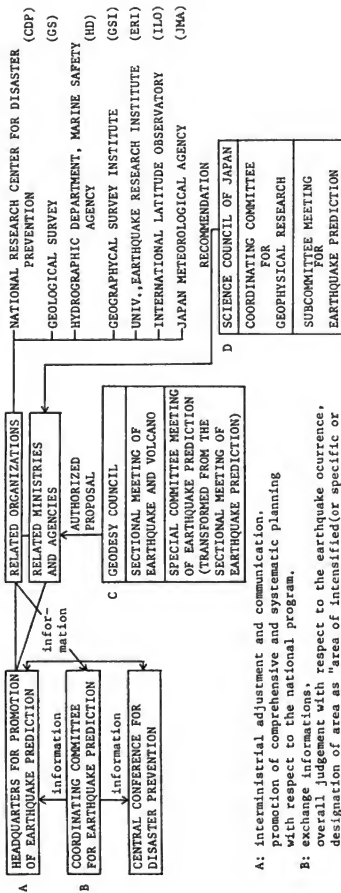 A HEADQUARTERS FOR PROMOTION
OF EARTHQUAKE PREDICTION
information
B COORDINATING COMMITTEE
FOR EARTHQUAKE PREDICTION
information
CENTRAL CONFERENCE FOR
DISASTER PREVENTION
infor-
mation
RELATED ORGANIZATIONS
RELATED MINISTRIES
AND AGENCIES
AUTHORIZED
PROPOSAL
C GEODESY COUNCIL
SECTIONAL MEETING OF
EARTHQUAKE AND VOLCANO
SPECIAL COMMITTEE MEETING
OF EARTHQUAKE PREDICTION
(TRANSFORMED FROM THE
SECTIONAL MEETING OF
EARTHQUAKE PREDICTION)
NATIONAL RESEARCH CENTER FOR DISASTER
PREVENTION (CDP)
GEOLOGICAL SURVEY (GS)
HYDROGRAPHIC DEPARTMENT, MARINE SAFETY
AGENCY (HD)
GEOGRAPHYCAL SURVEY INSTITUTE (GSI)
UNIV.,EARTHQUAKE RESEARCH INSTITUTE (ERI)
INTERNATIONAL LATITUDE OBSERVATORY (ILO)
JAPAN METEOROLOGICAL AGENCY (JMA)
RECOMMENDATION
D SCIENCE COUNCIL OF JAPAN
COORDINATING COMMITTEE
FOR
GEOPHYSICAL RESEARCH
SUBCOMMITTEE MEETING
FOR
EARTHQUAKE PREDICTION
A: interministrial adjustment and communication,
promotion of comprehensive and systematic planning
with respect to the national program,
B: exchange informations,
overall judgement with respect to the earthquake ocurrence,
designation of area as "area of intensified(or specific or